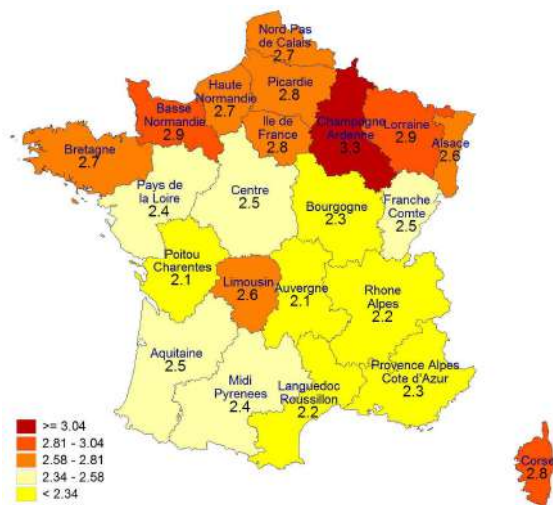 Nord Pas
de Calais
2.7
Picardie
2.8
Haute
Normandie
2.7
Basse
Normandie
2.9
Ile de
France
2.8
Champagne
Ardenne
3.3
Lorraine
2.9
Alsace
2.6
Bretagne
2.7
Pays de
la Loire
2.4
Centre
2.5
Bourgogne
2.3
Franche
Comte
2.5
Poitou
Charentes
2.1
Limousin
2.6
Auvergne
2.1
Rhone
Alpes
2.2
Aquitaine
2.5
Midi
Pyrenees
2.4
Languedoc
Roussillon
2.2
Provence Alpes
Cote d'Azur
2.3
Corse
2.8
>= 3.04
2.81 - 3.04
2.58 - 2.81
2.34 - 2.58
< 2.34